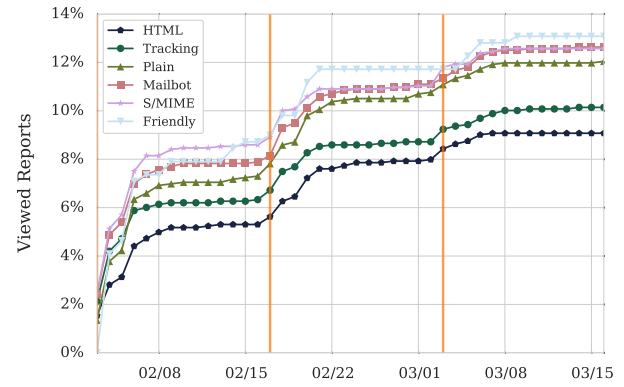 14%
12%
10%
8%
6%
4%
2%
0%
Viewed Reports
HTML
Tracking
Plain
Mailbot
S/MIME
Friendly
02/08 02/15 02/22 03/01 03/08 03/15